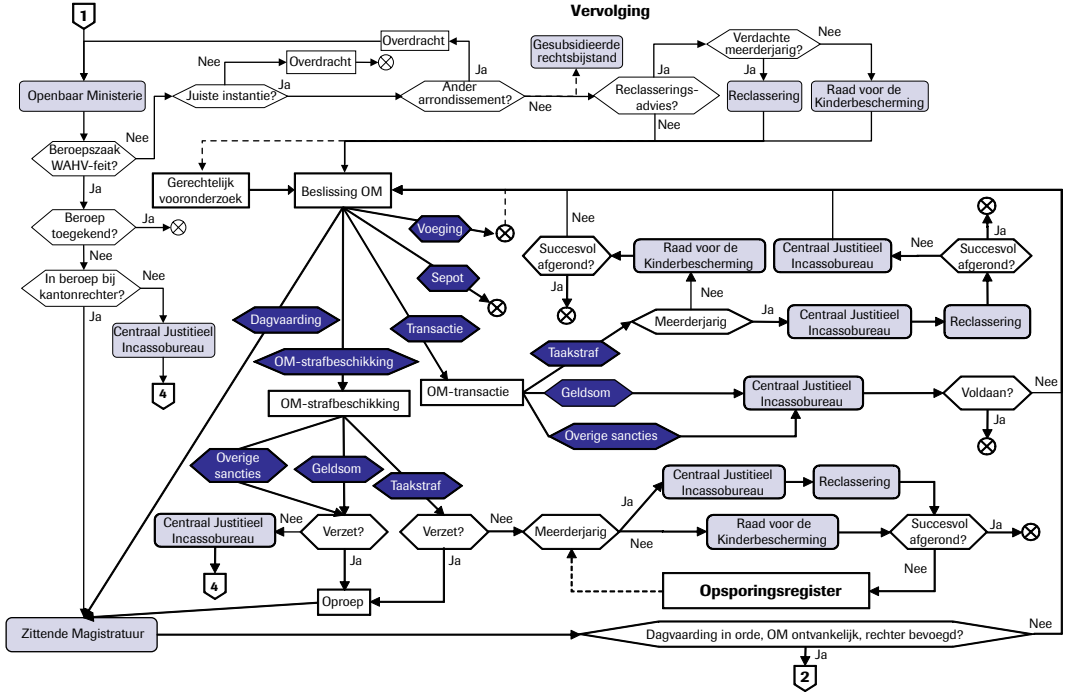 Vervolging
1
Overdracht
Nee
Overdracht
Gesubsidieerde
rechtsbijstand
Verdachte
meerderjarig?
Nee
Ja
Ja
Ja
Ja
Openbaar Ministerie
Juiste instantie?
Ander
arrondissement?
Nee
Reclasserings-
advies?
Reclassering
Raad voor de
Kinderbescherming
Nee
Nee
Beroepszaak
WAHV-feit?
Ja
Gerechtelijk
vooronderzoek
Beslissing OM
Beroep
toegekend?
Ja
Nee
Voeging
Nee
Succesvol
afgerond?
Raad voor de
Kinderbescherming
Centraal Justitieel
Incassobureau
Nee
Ja
Succesvol
afgerond?
In beroep bij
kantonrechter?
Nee
Ja
Sepot
Ja
Nee
Dagvaarding
Transactie
Meerderjarig
Ja
Centraal Justitieel
Incassobureau
Reclassering
Centraal Justitieel
Incassobureau
Taakstraf
OM-strafbeschikking
4
OM-strafbeschikking
OM-transactie
Geldsom
Centraal Justitieel
Incassobureau
Voldaan?
Nee
Ja
Overige sancties
Overige
sancties
Geldsom
Taakstraf
Centraal Justitieel
Incassobureau
Reclassering
Ja
Centraal Justitieel
Incassobureau
Nee
Verzet?
Verzet?
Nee
Meerderjarig
Nee
Raad voor de
Kinderbescherming
Succesvol
afgerond?
Ja
Ja
Ja
Nee
4
Oproep
Opsporingsregister
Zittende Magistratuur
Dagvaarding in orde, OM ontvankelijk, rechter bevoegd?
Nee
Ja
2